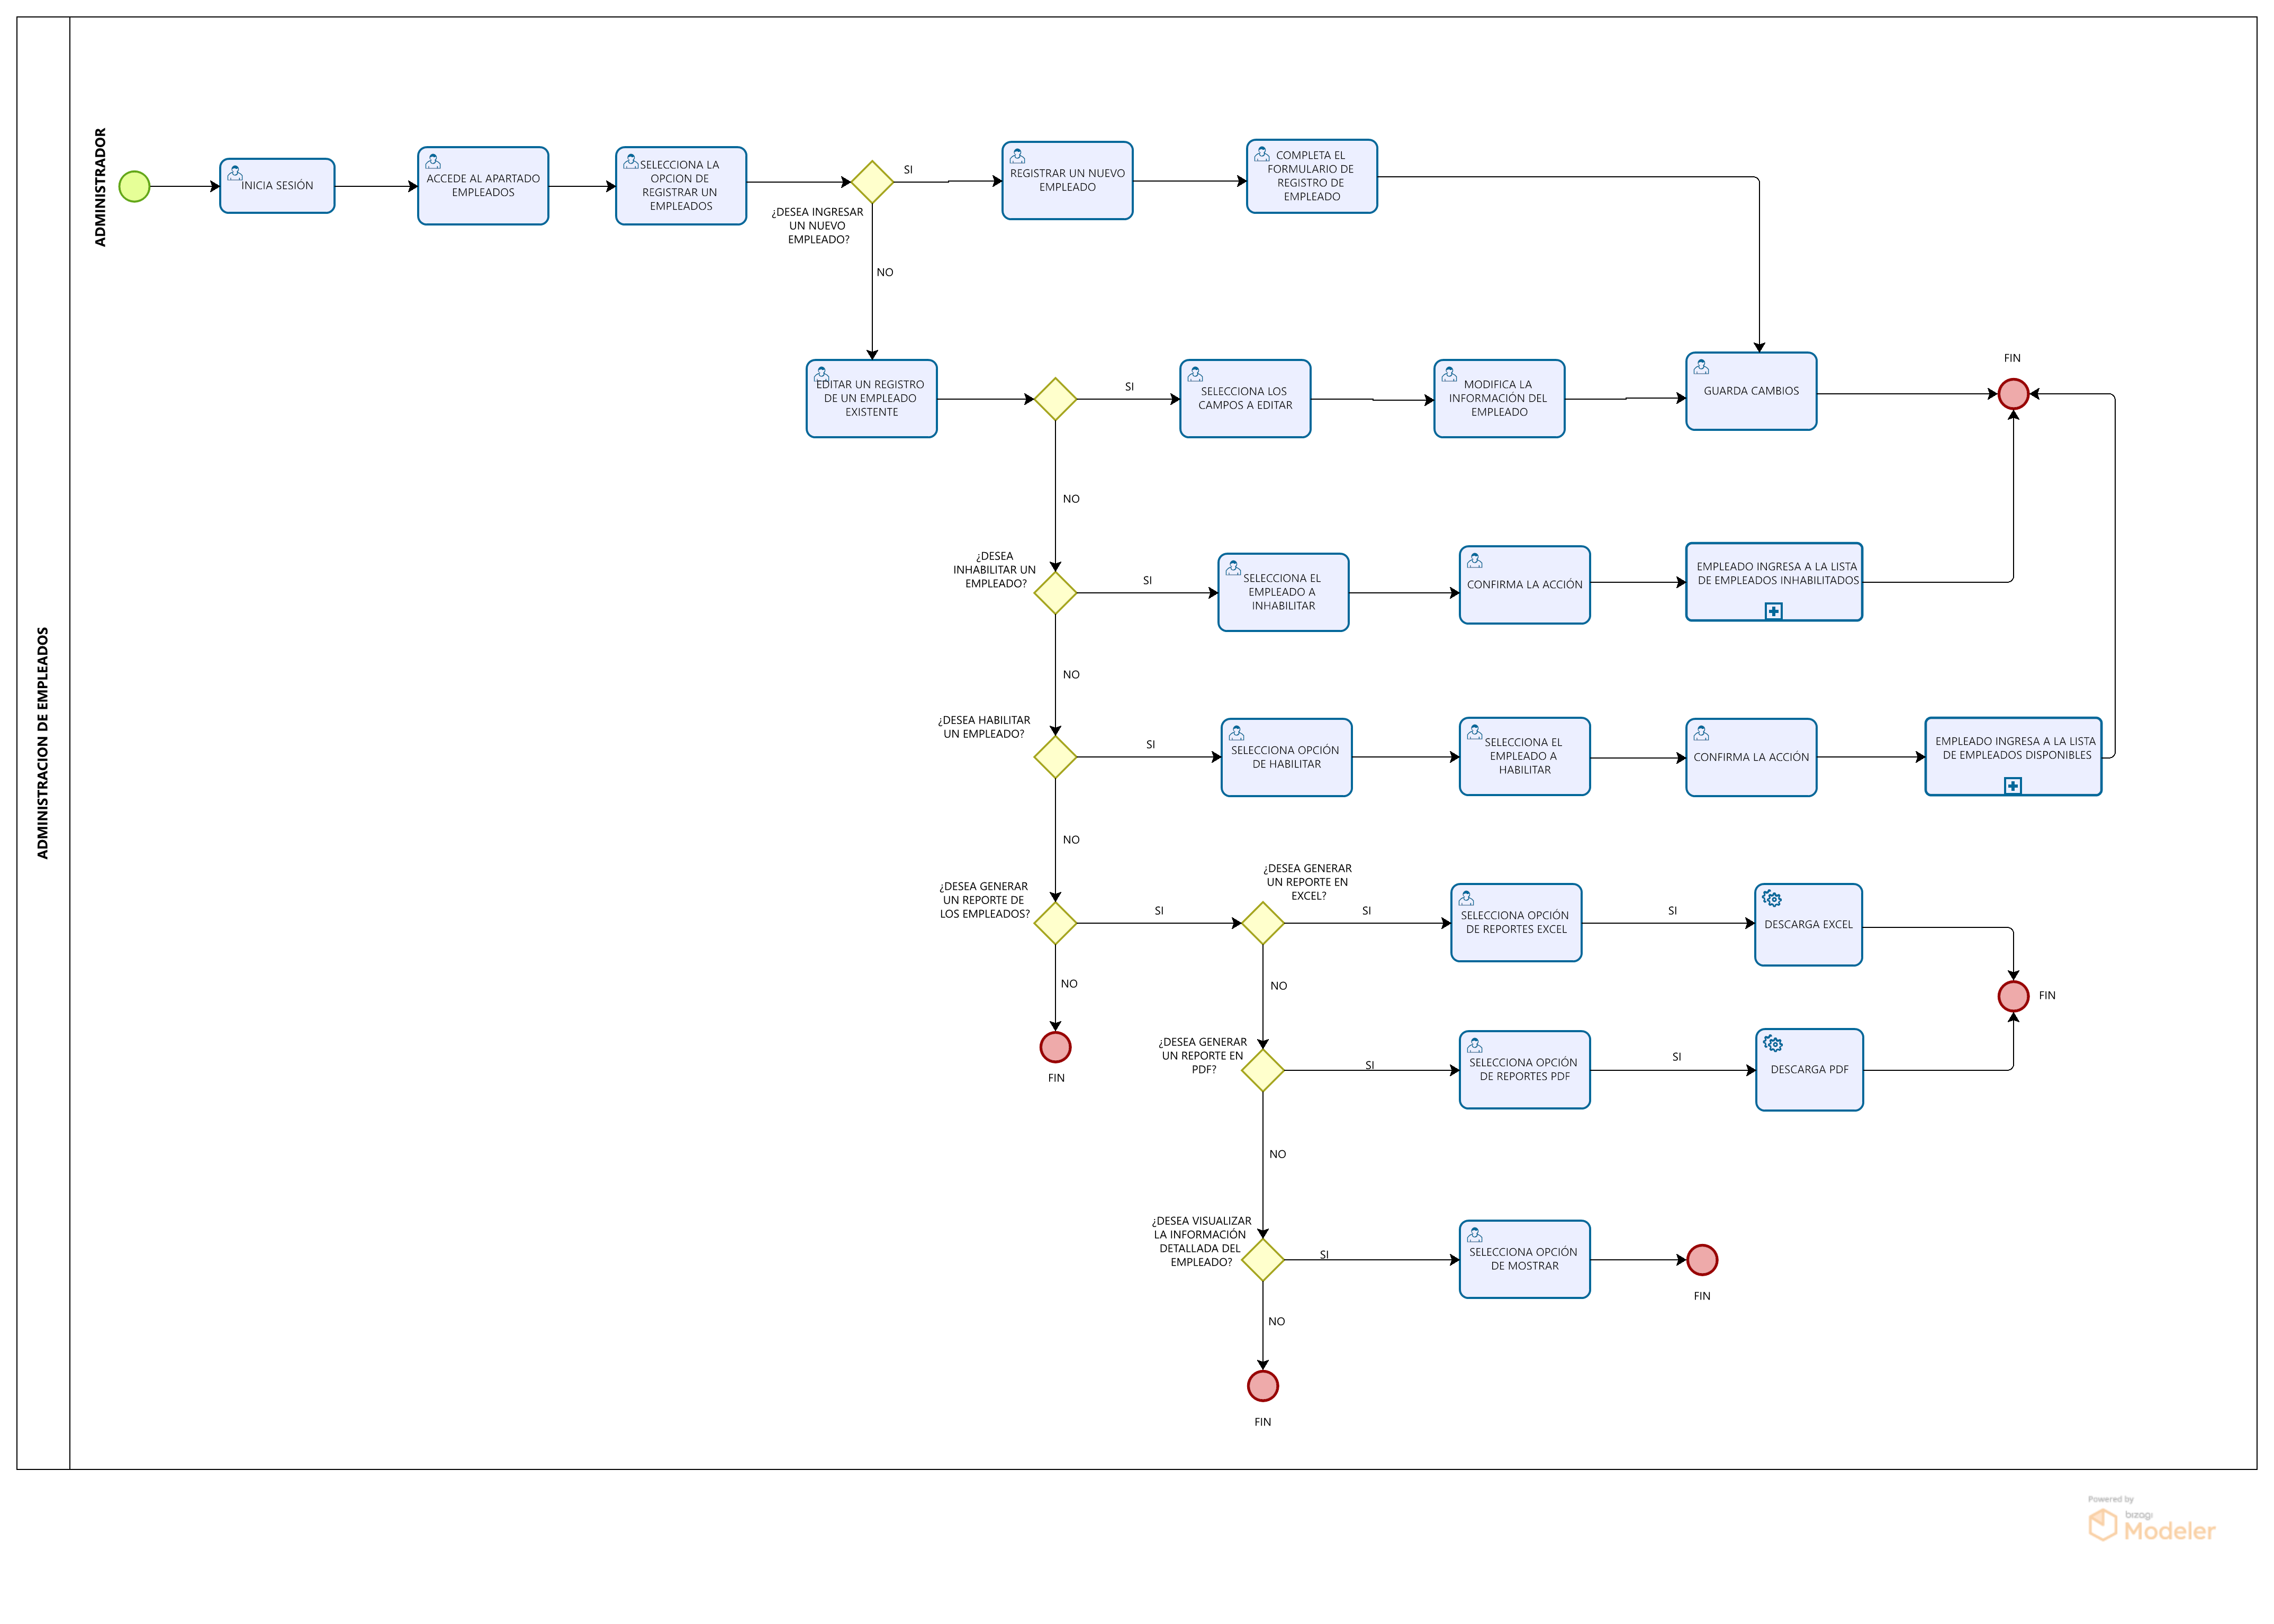 ADMINISTRACION DE EMPLEADOS
ADMINISTRADOR
INICIA SESIÓN
ACCEDE AL APARTADO
EMPLEADOS
SELECCIONA LA
OPCION DE
REGISTRAR UN
EMPLEADOS
¿DESEA INGRESAR
UN NUEVO
EMPLEADO?
SI
REGISTRAR UN NUEVO
EMPLEADO
COMPLETA EL
FORMULARIO DE
REGISTRO DE
EMPLEADO
NO
EDITAR UN REGISTRO
DE UN EMPLEADO
EXISTENTE
SI
SELECCIONA LOS
CAMPOS A EDITAR
MODIFICA LA
INFORMACIÓN DEL
EMPLEADO
GUARDA CAMBIOS
FIN
NO
¿DESEA
INHABILITAR UN
EMPLEADO?
SI
SELECCIONA EL
EMPLEADO A
INHABILITAR
CONFIRMA LA ACCIÓN
EMPLEADO INGRESA A LA LISTA
DE EMPLEADOS INHABILITADOS
NO
¿DESEA HABILITAR
UN EMPLEADO?
SI
SELECCIONA OPCIÓN
DE HABILITAR
SELECCIONA EL
EMPLEADO A
HABILITAR
CONFIRMA LA ACCIÓN
EMPLEADO INGRESA A LA LISTA
DE EMPLEADOS DISPONIBLES
NO
¿DESEA GENERAR
UN REPORTE DE
LOS EMPLEADOS?
SI
¿DESEA GENERAR
UN REPORTE EN
EXCEL?
SI
SELECCIONA OPCIÓN
DE REPORTES EXCEL
SI
DESCARGA EXCEL
NO
FIN
NO
FIN
¿DESEA GENERAR
UN REPORTE EN
PDF?
SI
SELECCIONA OPCIÓN
DE REPORTES PDF
SI
DESCARGA PDF
NO
¿DESEA VISUALIZAR
LA INFORMACIÓN
DETALLADA DEL
EMPLEADO?
SI
SELECCIONA OPCIÓN
DE MOSTRAR
FIN
NO
FIN
Powered by
bizagi
Modeler